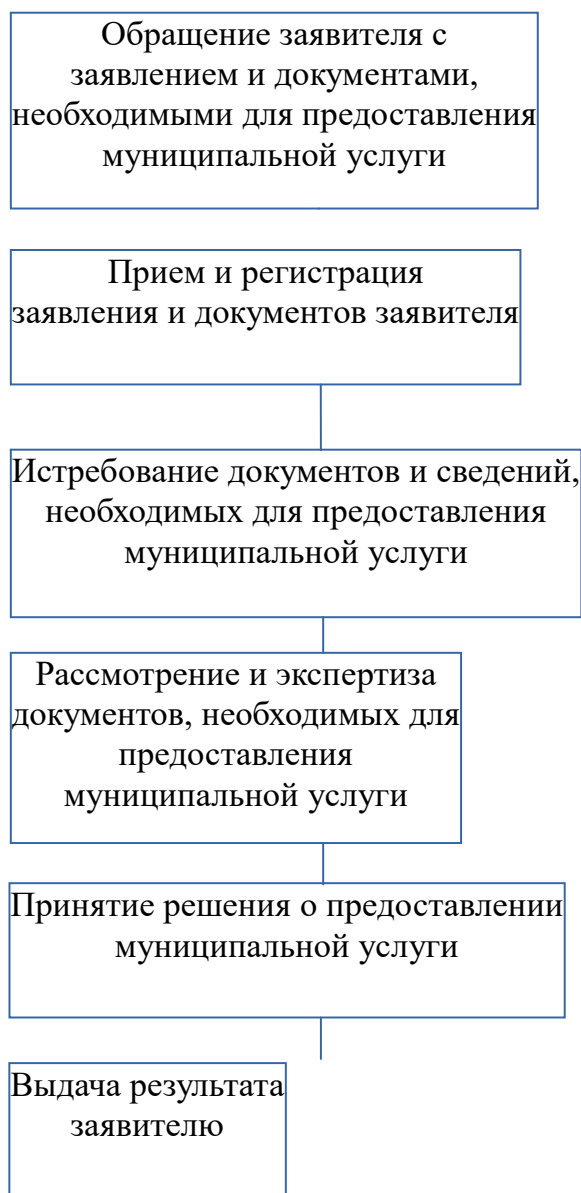 Обращение заявителя с
заявлением и документами,
необходимыми для предоставления
муниципальной услуги
Прием и регистрация
заявления и документов заявителя
Истребование документов и сведений,
необходимых для предоставления
муниципальной услуги
Рассмотрение и экспертиза
документов, необходимых для
предоставления
муниципальной услуги
Принятие решения о предоставлении
муниципальной услуги
Выдача результата
заявителю